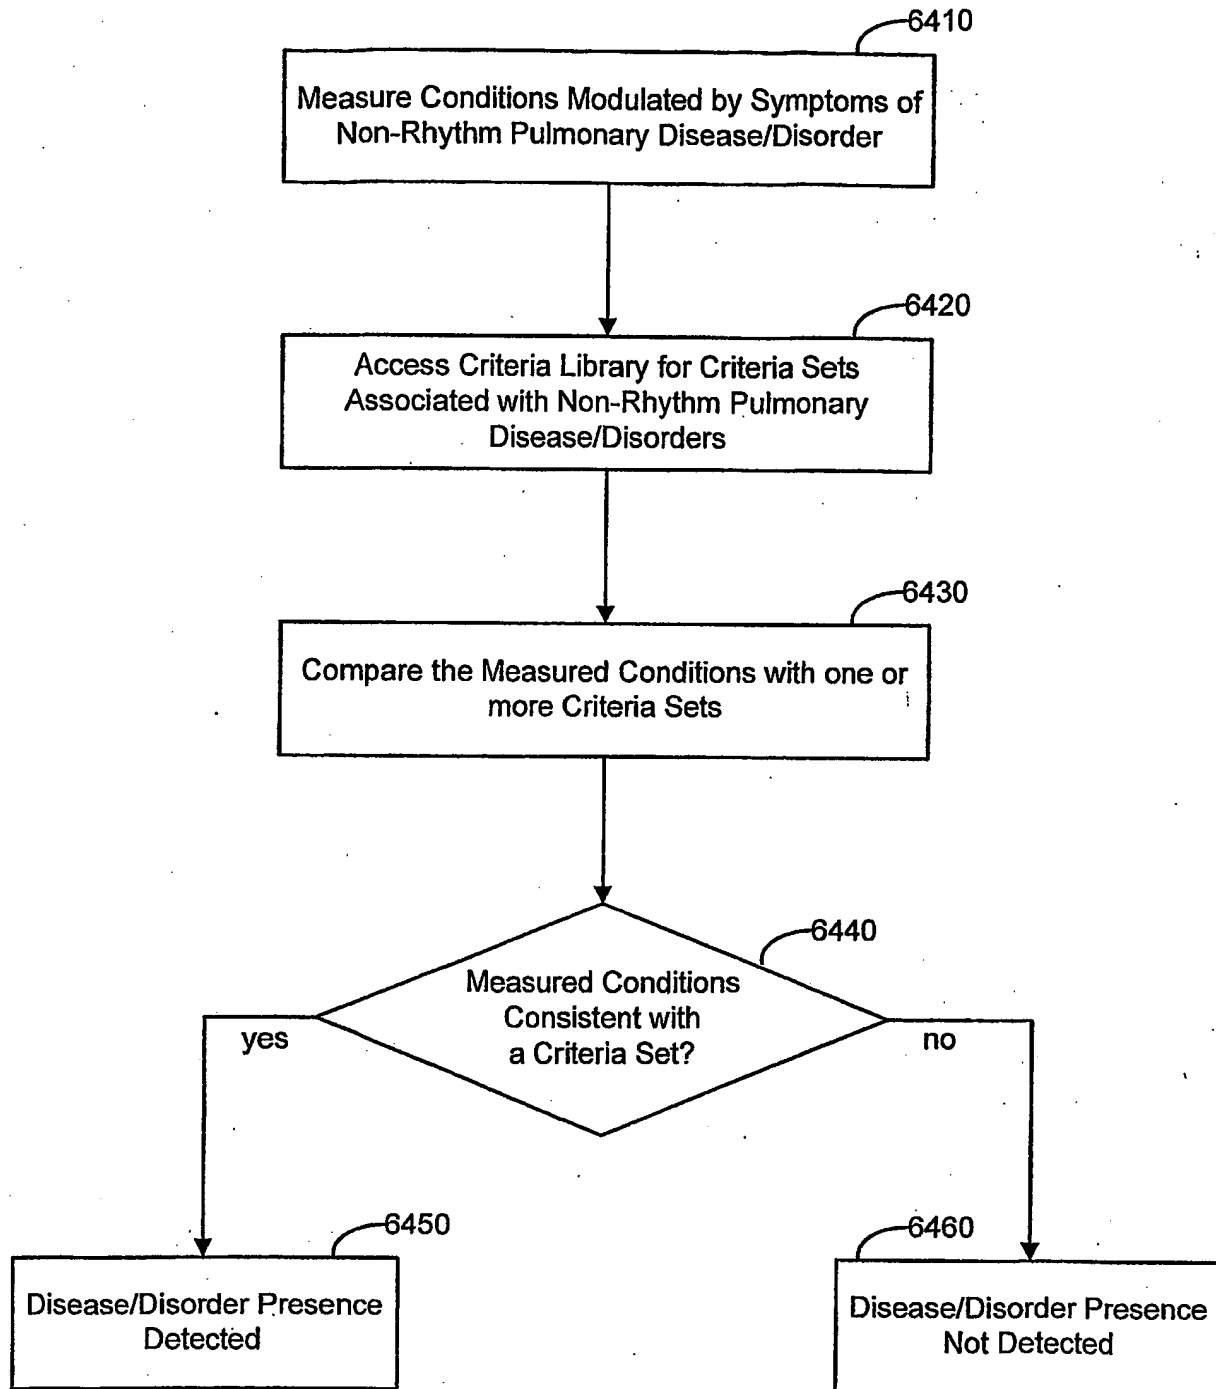 6410
Measure Conditions Modulated by Symptoms of
Non-Rhythm Pulmonary Disease/Disorder
6420
Access Criteria Library for Criteria Sets
Associated with Non-Rhythm Pulmonary
Disease/Disorders
6430
Compare the Measured Conditions with one or
more Criteria Sets
6440
Measured Conditions
Consistent with
a Criteria Set?
yes
no
6450
6460
Disease/Disorder Presence
Detected
Disease/Disorder Presence
Not Detected